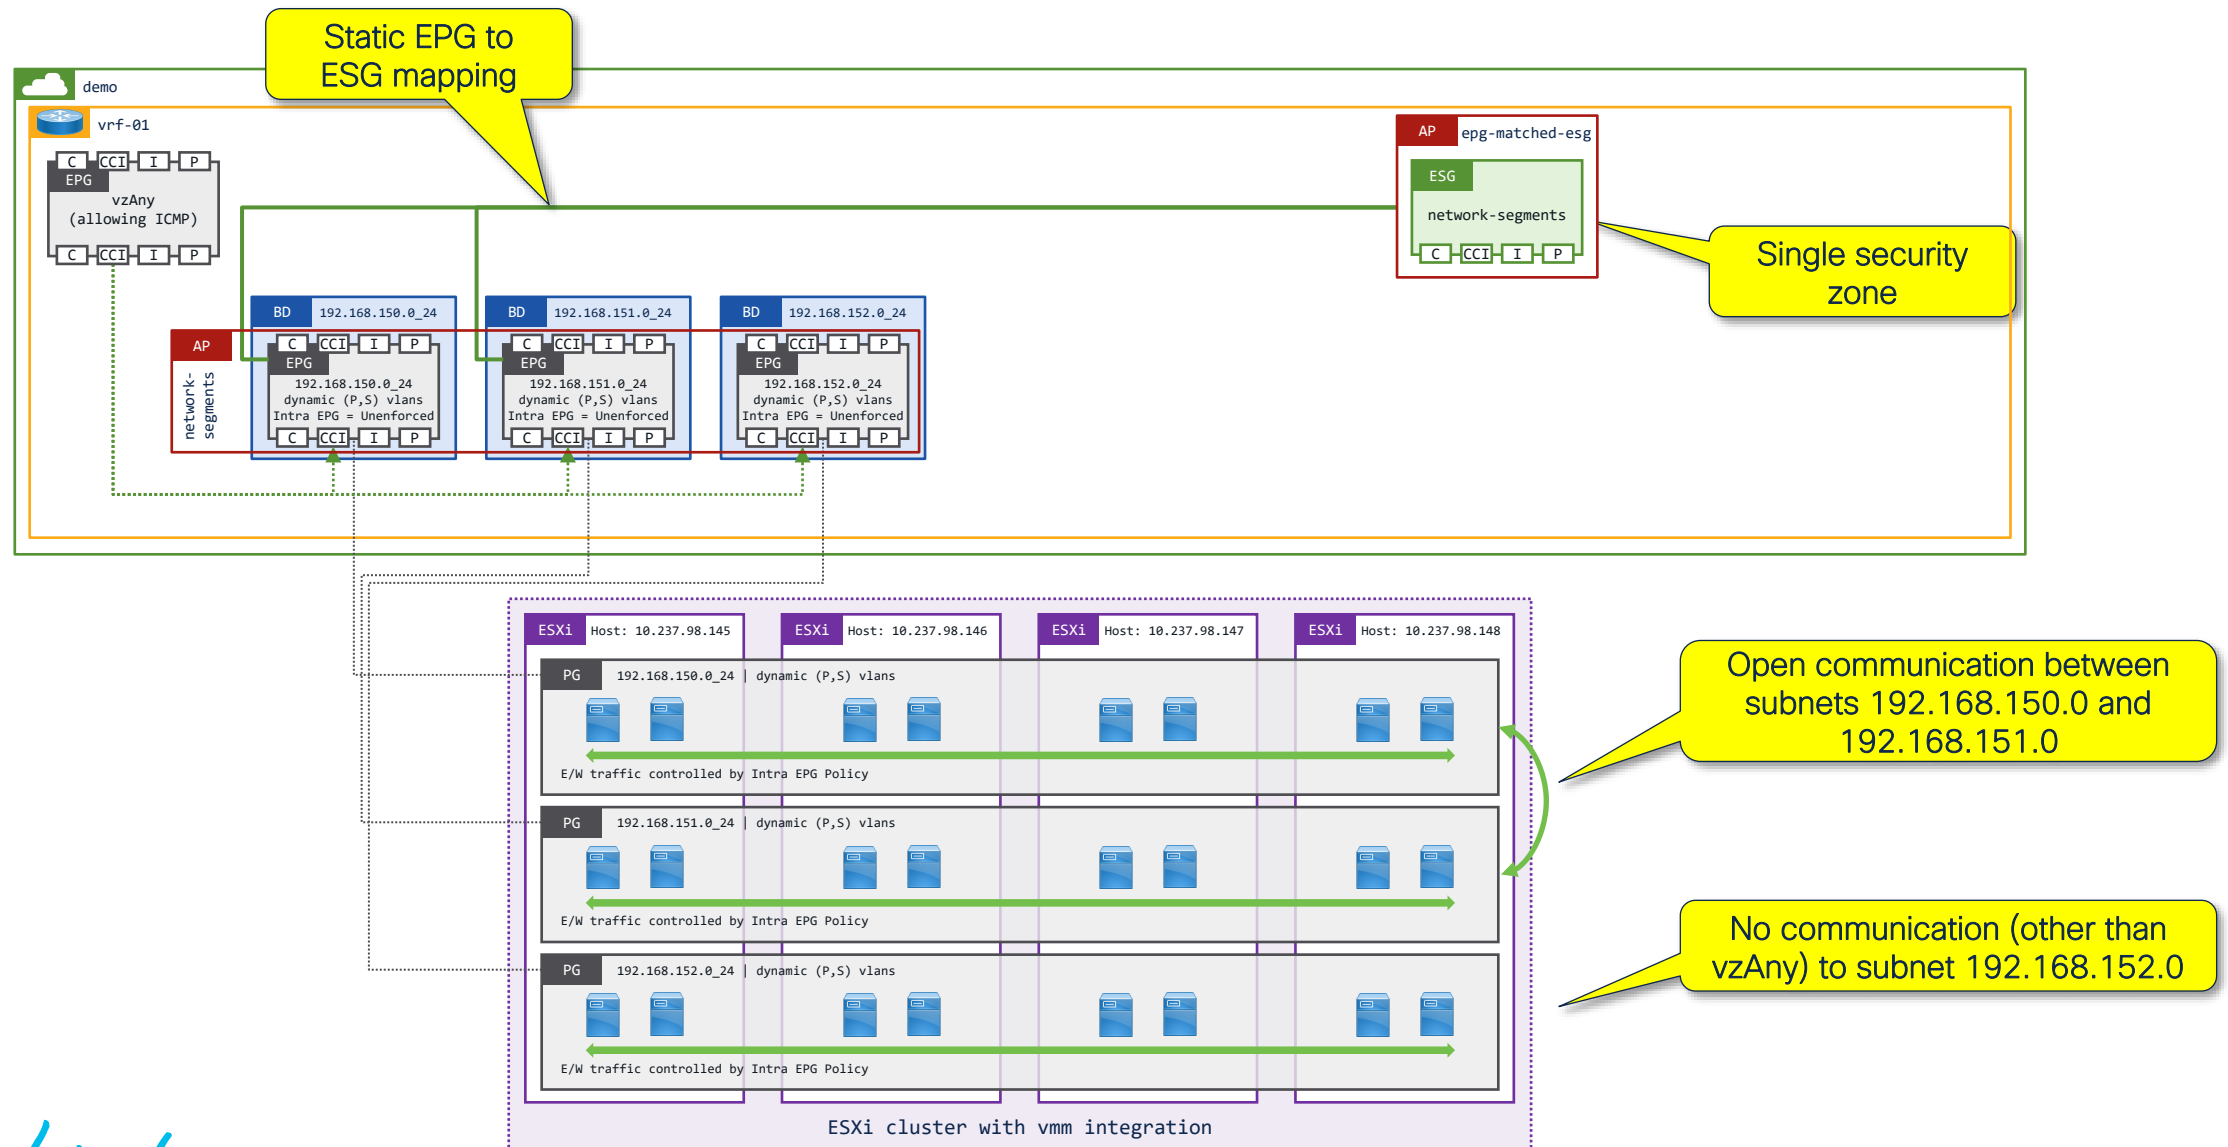 Static EPG to
ESG mapping
demo
vrf-01
C CCI I P
EPG
vzAny
(allowing ICMP)
C CCI I P
AP epg-matched-esg
ESG
network-segments
C CCI I P
Single security
zone
BD 192.168.150.0_24
BD 192.168.151.0_24
BD 192.168.152.0_24
AP
network-
segments
C CCI I P
EPG
192.168.150.0_24
dynamic (P,S) vlans
Intra EPG = Unenforced
C CCI I P
C CCI I P
EPG
192.168.151.0_24
dynamic (P,S) vlans
Intra EPG = Unenforced
C CCI I P
C CCI I P
EPG
192.168.152.0_24
dynamic (P,S) vlans
Intra EPG = Unenforced
C CCI I P
ESXi Host: 10.237.98.145
ESXi Host: 10.237.98.146
ESXi Host: 10.237.98.147
ESXi Host: 10.237.98.148
PG 192.168.150.0_24 | dynamic (P,S) vlans
E/W traffic controlled by Intra EPG Policy
PG 192.168.151.0_24 | dynamic (P,S) vlans
E/W traffic controlled by Intra EPG Policy
PG 192.168.152.0_24 | dynamic (P,S) vlans
E/W traffic controlled by Intra EPG Policy
ESXi cluster with vmm integration
Open communication between
subnets 192.168.150.0 and
192.168.151.0
No communication (other than
vzAny) to subnet 192.168.152.0